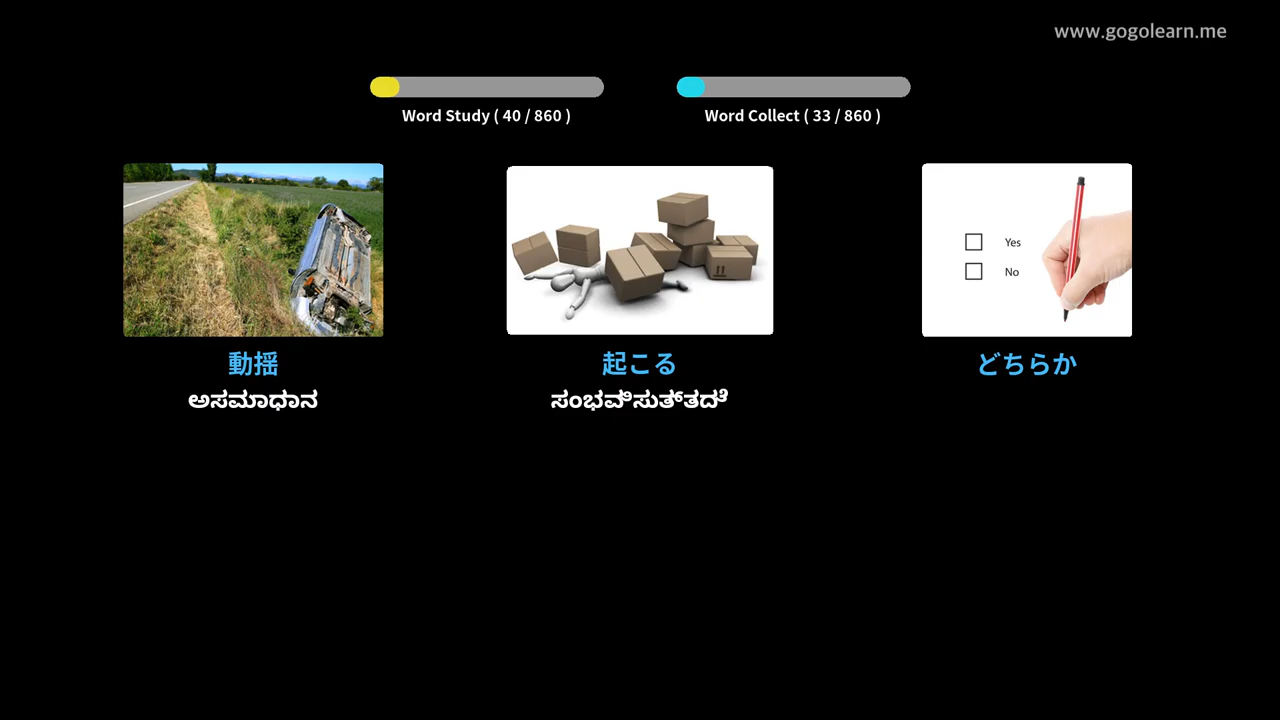 www.gogolearn.me
Word Study ( 40 / 860 )
Word Collect ( 33 / 860 )
Yes
No
動揺
起こる
どちらか
ಅಸಮಾಧಾನ
ಸಂಭವಿಸುತ್ತದೆ